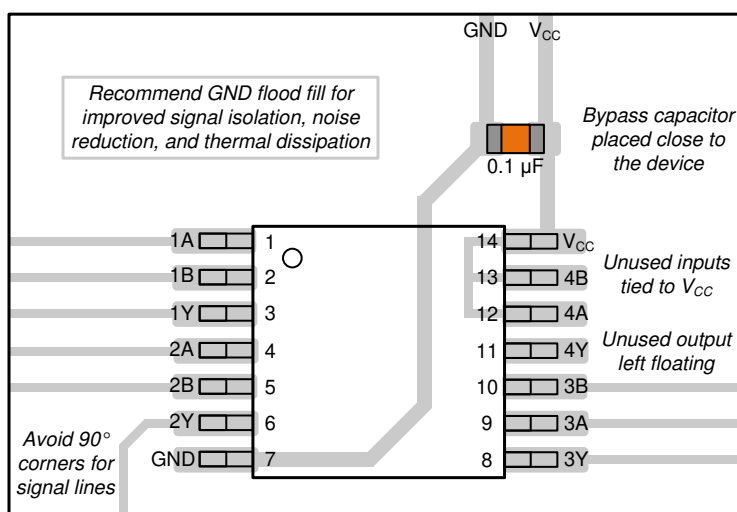 GND V_CC
Recommend GND flood fill for
improved signal isolation, noise
reduction, and thermal dissipation
Bypass capacitor
placed close to
the device
0.1 µF
1A 1 14 V_CC
1B 2 13 4B
1Y 3 12 4A
2A 4 11 4Y
2B 5 10 3B
2Y 6 9 3A
GND 7 8 3Y
Unused inputs
tied to V_CC
Unused output
left floating
Avoid 90°
corners for
signal lines